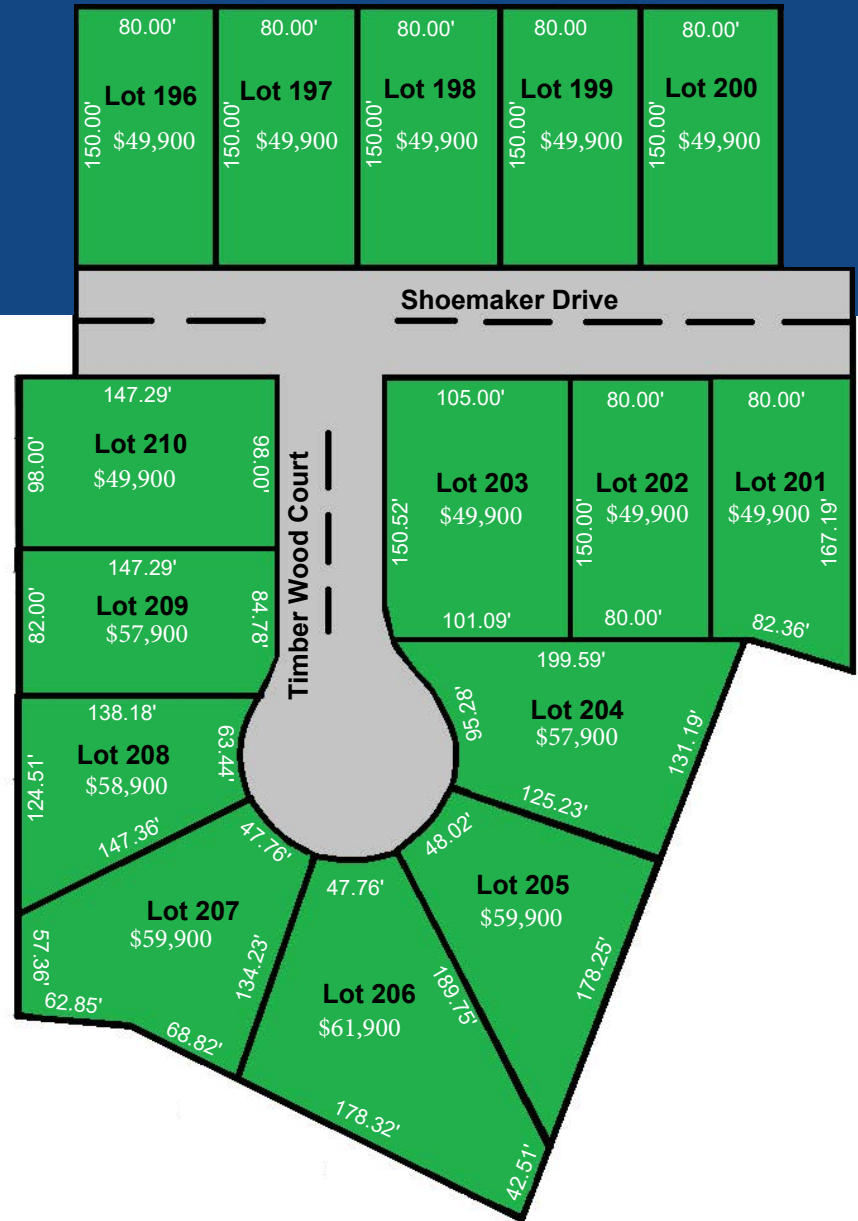 80.00' 80.00' 80.00' 80.00 80.00'
Lot 196 Lot 197 Lot 198 Lot 199 Lot 200
150.00' 150.00' 150.00' 150.00' 150.00'
$49,900 $49,900 $49,900 $49,900 $49,900
Shoemaker Drive
Timber Wood Court
147.29'
Lot 210
98.00' 98.00'
$49,900
105.00' 80.00' 80.00'
Lot 203 Lot 202 Lot 201
$49,900 $49,900 $49,900
150.52' 150.00' 167.19'
101.09' 80.00' 82.36'
147.29'
Lot 209
82.00' 84.78'
$57,900
199.59'
95.28'
Lot 204
$57,900
131.19'
125.23'
138.18'
63.44'
Lot 208
124.51'
$58,900
147.36'
47.76'
48.02'
Lot 205
$59,900
178.25'
Lot 207
$59,900
57.36'
134.23'
62.85'
68.82'
47.76'
189.75'
Lot 206
$61,900
178.32'
42.51'